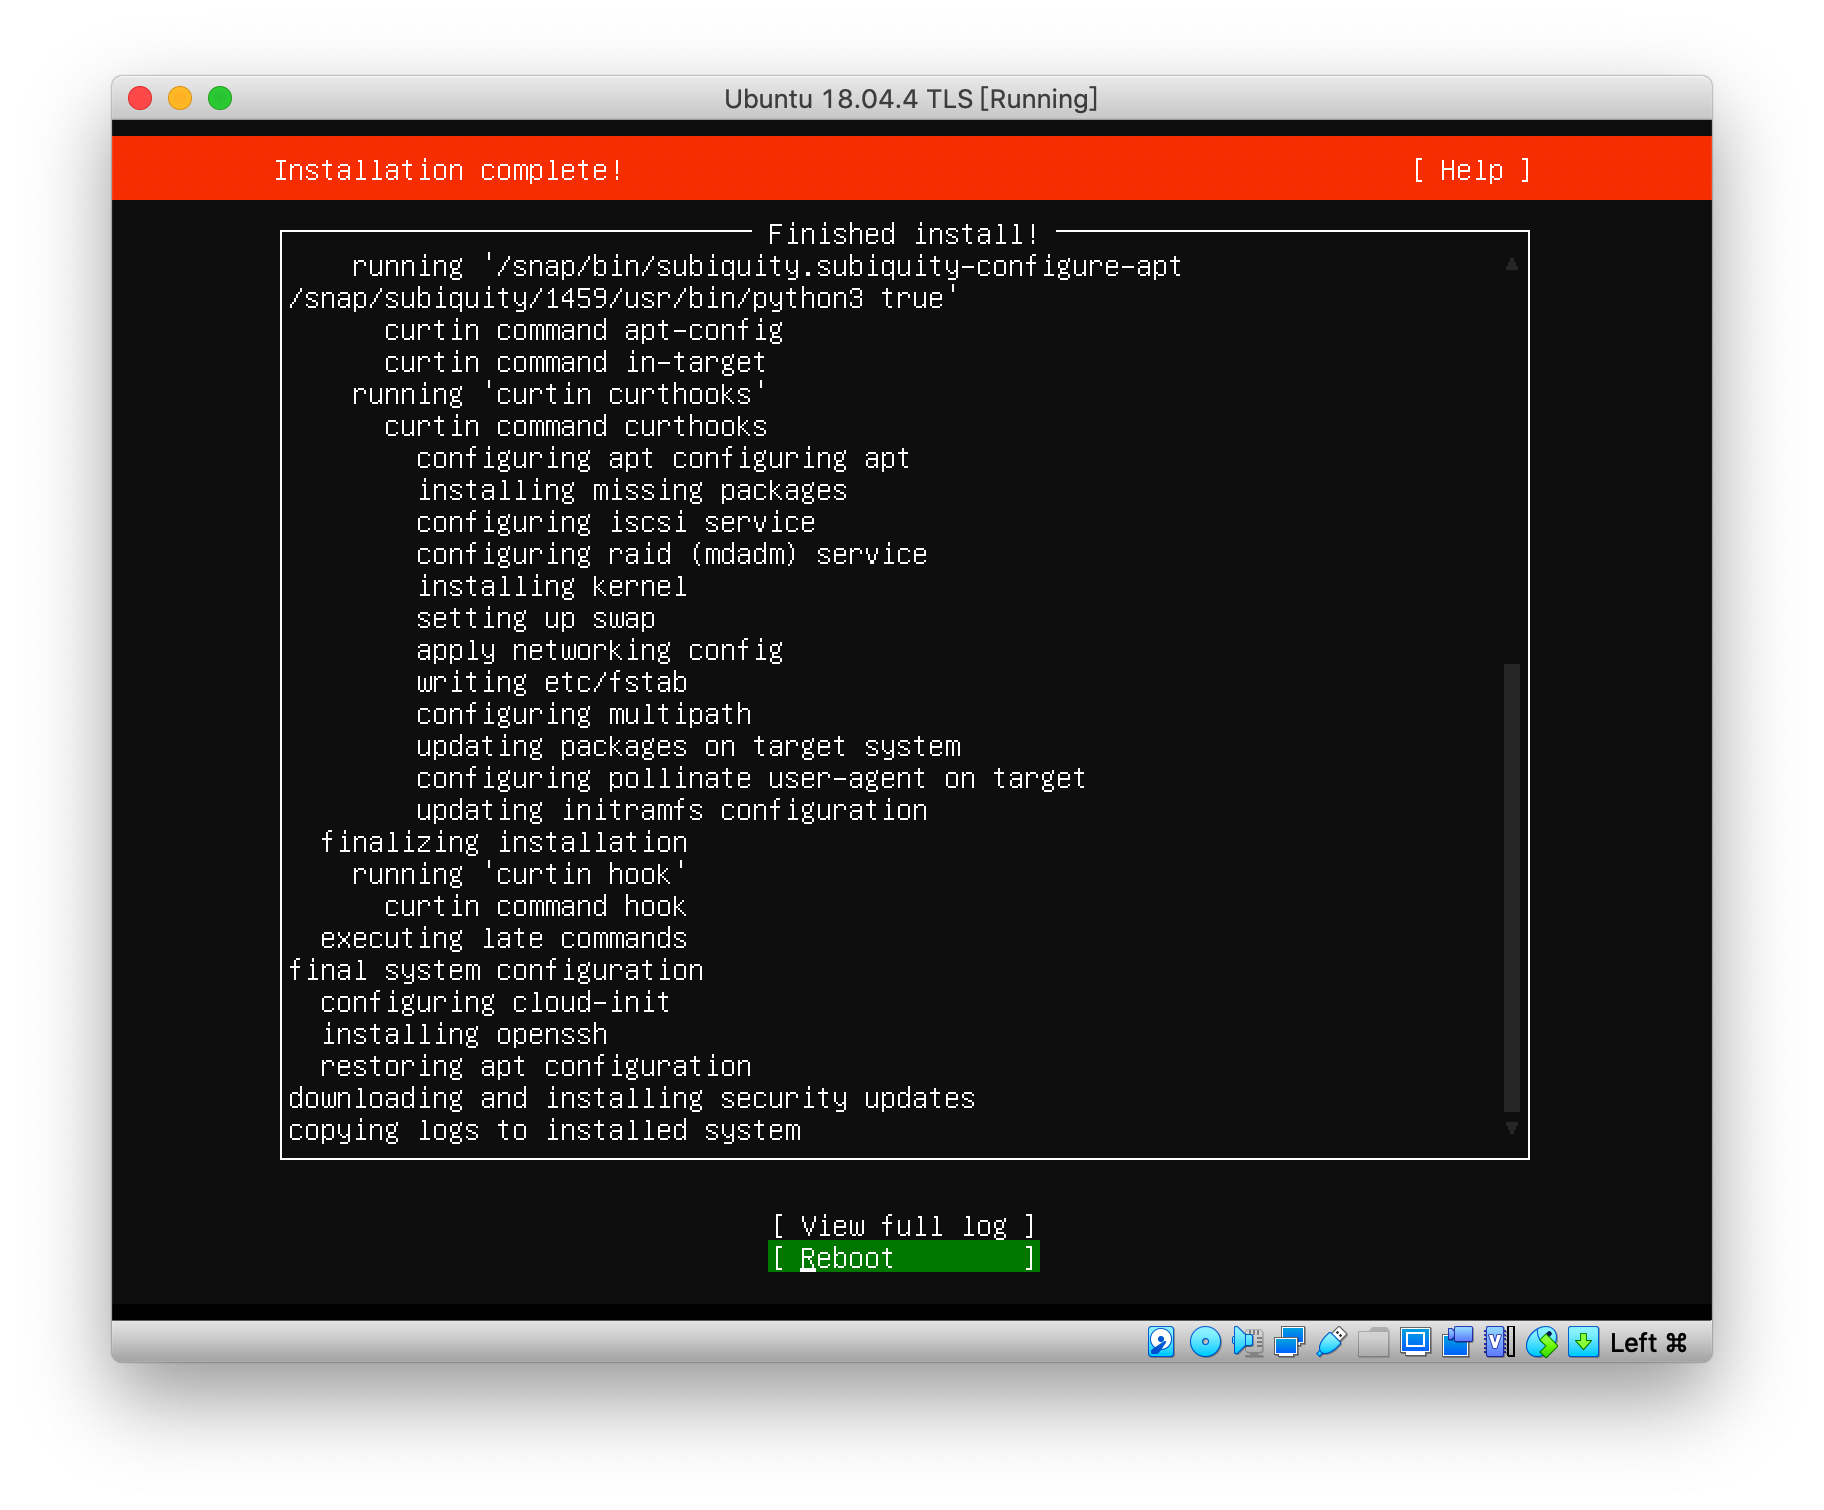 Ubuntu 18.04.4 TLS [Running]
Installation complete! [ Help ]
Finished install!
running '/snap/bin/subiquity.subiquity-configure-apt
/snap/subiquity/1459/usr/bin/python3 true'
curtin command apt-config
curtin command in-target
running 'curtin curthooks'
curtin command curthooks
configuring apt configuring apt
installing missing packages
configuring iscsi service
configuring raid (mdadm) service
installing kernel
setting up swap
apply networking config
writing etc/fstab
configuring multipath
updating packages on target system
configuring pollinate user-agent on target
updating initramfs configuration
finalizing installation
running 'curtin hook'
curtin command hook
executing late commands
final system configuration
configuring cloud-init
installing openssh
restoring apt configuration
downloading and installing security updates
copying logs to installed system
[ View full log ]
[ Reboot ]
Left ⌘